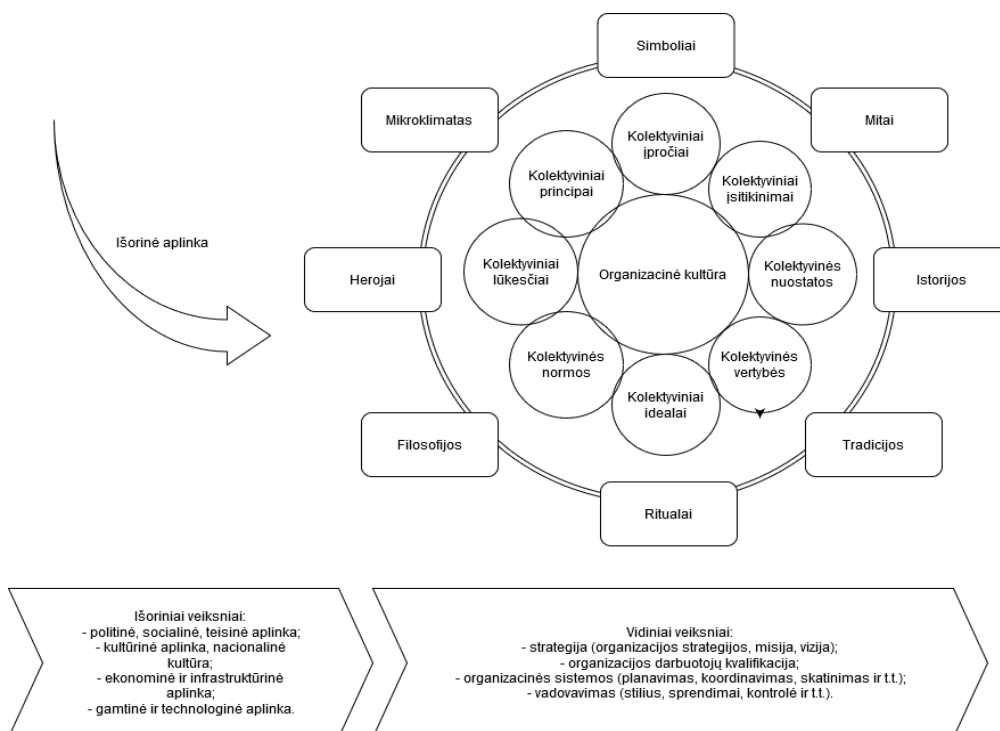 Simboliai
Mikroklimatas
Mitai
Kolektyviniai
įpročiai
Kolektyviniai
principai
Kolektyviniai
įsitikinimai
Išorinė aplinka
Herojai
Kolektyviniai
lūkesčiai
Organizacinė kultūra
Kolektyvinės
nuostatos
Istorijos
Kolektyvinės
normos
Kolektyvinės
vertybės
Kolektyviniai
idealai
Filosofijos
Tradicijos
Ritualai
Išoriniai veiksniai:
- politinė, socialinė, teisinė aplinka;
- kultūrinė aplinka, nacionalinė
kultūra;
- ekonominė ir infrastruktūrinė
aplinka;
- gamtinė ir technologinė aplinka.
Vidiniai veiksniai:
- strategija (organizacijos strategijos, misija, vizija);
- organizacijos darbuotojų kvalifikacija;
- organizacinės sistemos (planavimas, koordinavimas, skatinimas ir t.t.);
- vadovavimas (stilius, sprendimai, kontrolė ir t.t.).